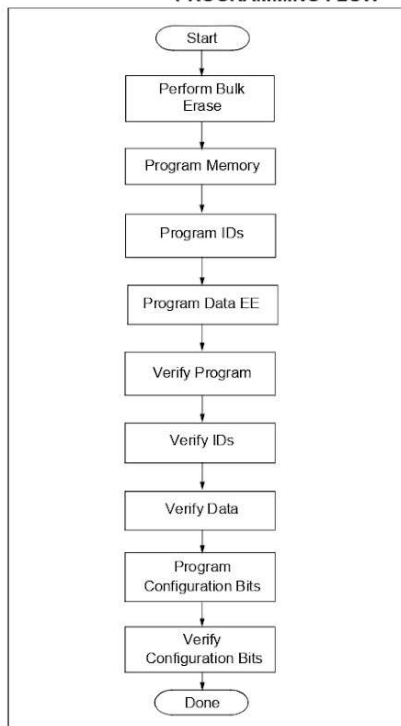 Start
Perform Bulk
Erase
Program Memory
Program IDs
Program Data EE
Verify Program
Verify IDs
Verify Data
Program
Configuration Bits
Verify
Configuration Bits
Done